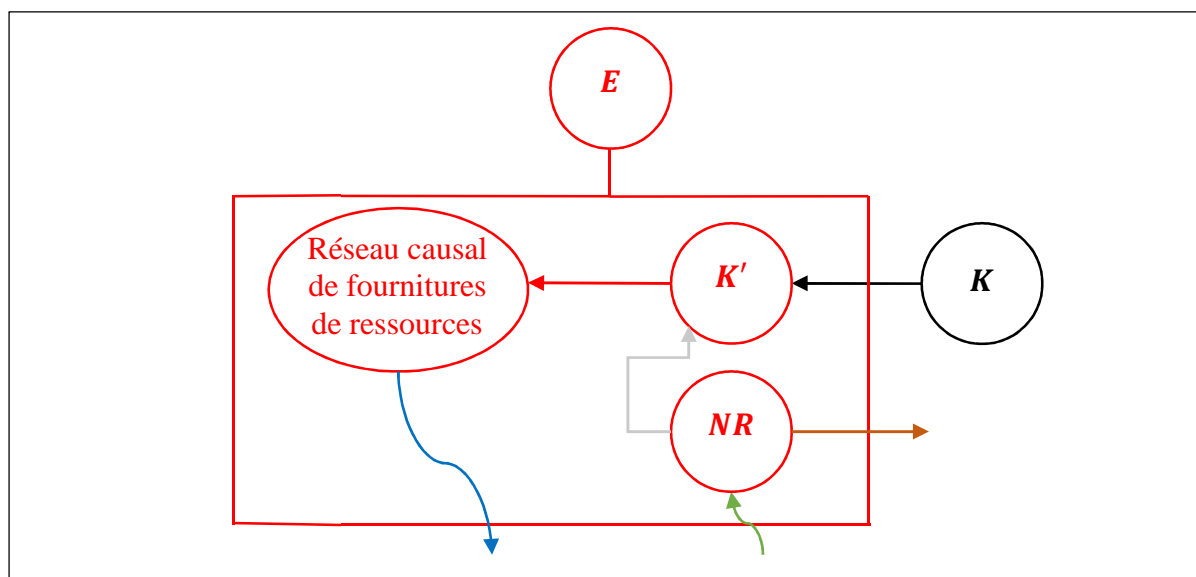 E
Réseau causal
de fournitures
de ressources
K'
K
NR